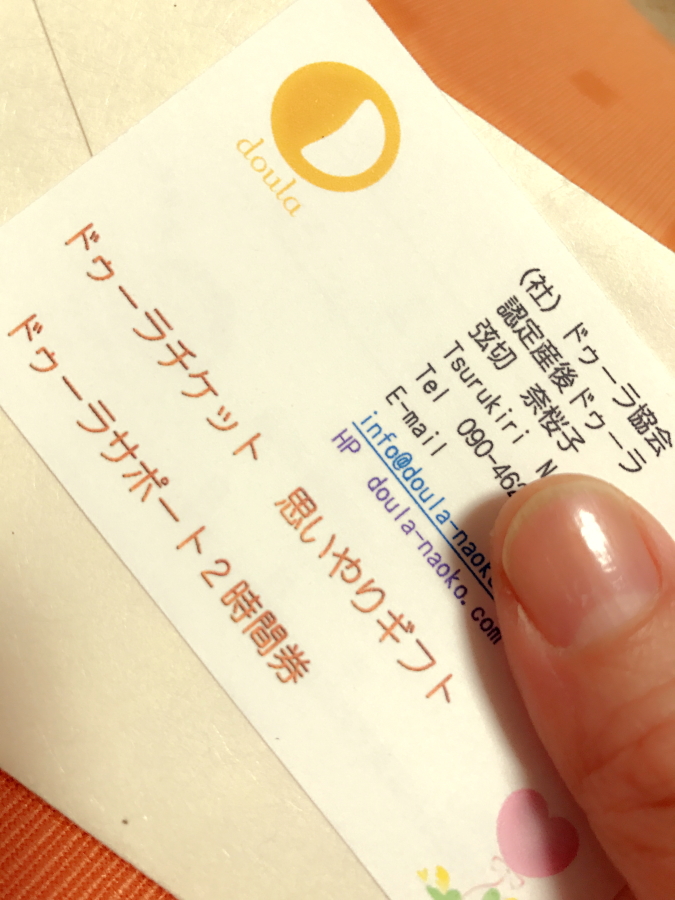 doula
(社) ドゥーラ協会
認定産後ドゥーラ
弦切 奈桜子
Tsurukiri N
Tel 090-462
E-mail
info@doula-naoko
HP doula-naoko.com
ドゥーラチケット 思いやりギフト
ドゥーラサポート2時間券